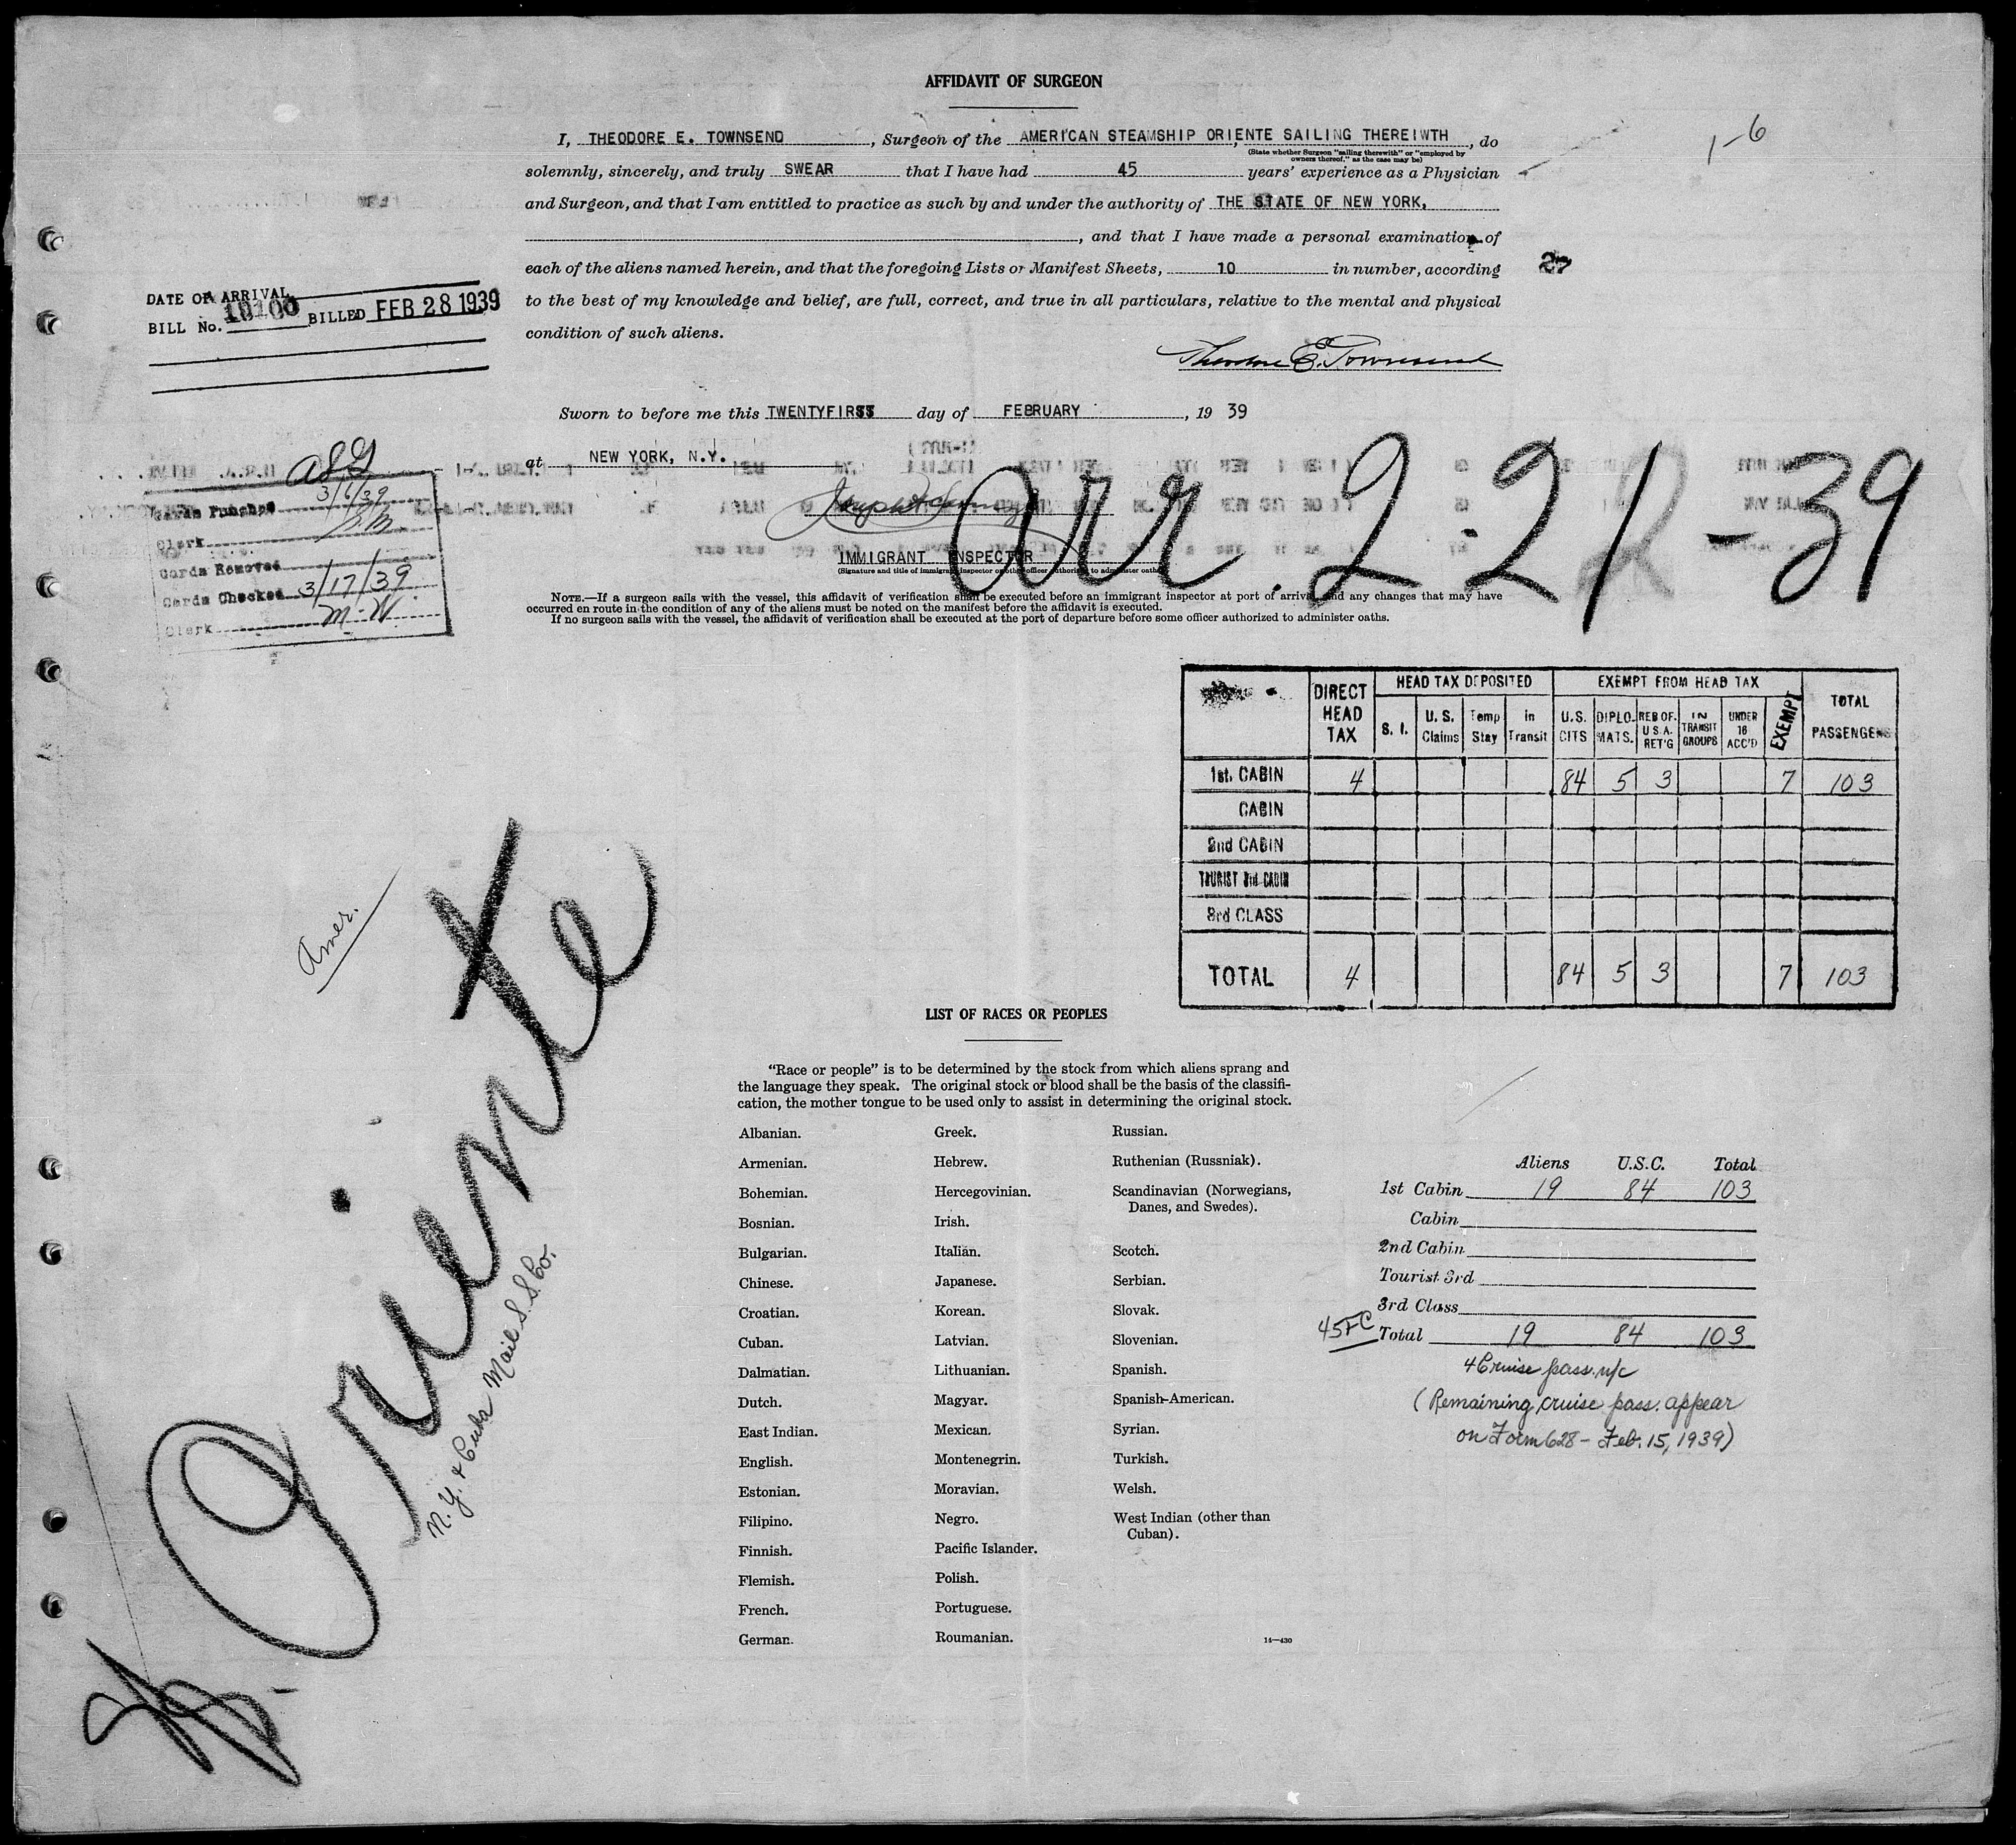 AFFIDAVIT OF SURGEON
1-6
I, THEODORE E. TOWNSEND, Surgeon of the AMERICAN STEAMSHIP ORIENTE, SAILING THEREIWTH, do
(State whether Surgeon "sailing therewith" or "employed by
owners thereof," as the case may be)
solemnly, sincerely, and truly SWEAR that I have had 45 years' experience as a Physician
and Surgeon, and that I am entitled to practice as such by and under the authority of THE STATE OF NEW YORK,
, and that I have made a personal examination of
each of the aliens named herein, and that the foregoing Lists or Manifest Sheets, 10 in number, according
27
to the best of my knowledge and belief, are full, correct, and true in all particulars, relative to the mental and physical
condition of such aliens.
DATE OF ARRIVAL
BILL No. 10100 BILLED FEB 28 1939
Theodore E. Townsend
Sworn to before me this TWENTYFIRST day of FEBRUARY, 19 39
at NEW YORK, N.Y.
arr. 2-21-39
IMMIGRANT INSPECTOR
(Signature and title of immigrant inspector or other officer authorized to administer oaths)
Cards Punched 3/6/39
Clerk
Cards Removed
Cards Checked 3/17/39
Clerk M-W
NOTE.—If a surgeon sails with the vessel, this affidavit of verification shall be executed before an immigrant inspector at port of arrival and any changes that may have
occurred en route in the condition of any of the aliens must be noted on the manifest before the affidavit is executed.
If no surgeon sails with the vessel, the affidavit of verification shall be executed at the port of departure before some officer authorized to administer oaths.
DIRECT HEAD TAX HEAD TAX DEPOSITED EXEMPT FROM HEAD TAX TOTAL PASSENGERS
S. I. U. S. Claims Temp Stay in Transit U.S. CITS DIPLO-MATS. REB OF. U S A. RET'G IN TRANSIT GROUPS UNDER 16 ACC'D EXEMPT
1st. CABIN 4 84 5 3 7 103
CABIN
2nd CABIN
TOURIST 3rd CABIN
3rd CLASS
TOTAL 4 84 5 3 7 103
Amer.
Oriente
N.Y. & Cuba Mail S.S. Co.
LIST OF RACES OR PEOPLES
"Race or people" is to be determined by the stock from which aliens sprang and
the language they speak. The original stock or blood shall be the basis of the classifi-
cation, the mother tongue to be used only to assist in determining the original stock.
Albanian.
Armenian.
Bohemian.
Bosnian.
Bulgarian.
Chinese.
Croatian.
Cuban.
Dalmatian.
Dutch.
East Indian.
English.
Estonian.
Filipino.
Finnish.
Flemish.
French.
German.
Greek.
Hebrew.
Hercegovinian.
Irish.
Italian.
Japanese.
Korean.
Latvian.
Lithuanian.
Magyar.
Mexican.
Montenegrin.
Moravian.
Negro.
Pacific Islander.
Polish.
Portuguese.
Roumanian.
Russian.
Ruthenian (Russniak).
Scandinavian (Norwegians,
Danes, and Swedes).
Scotch.
Serbian.
Slovak.
Slovenian.
Spanish.
Spanish-American.
Syrian.
Turkish.
Welsh.
West Indian (other than
Cuban).
14—430
Aliens U.S.C. Total
1st Cabin 19 84 103
Cabin
2nd Cabin
Tourist 3rd
3rd Class
45FC Total 19 84 103
4 Cruise pass. n/c
(Remaining cruise pass. appear
on Form 628 - Feb. 15, 1939)